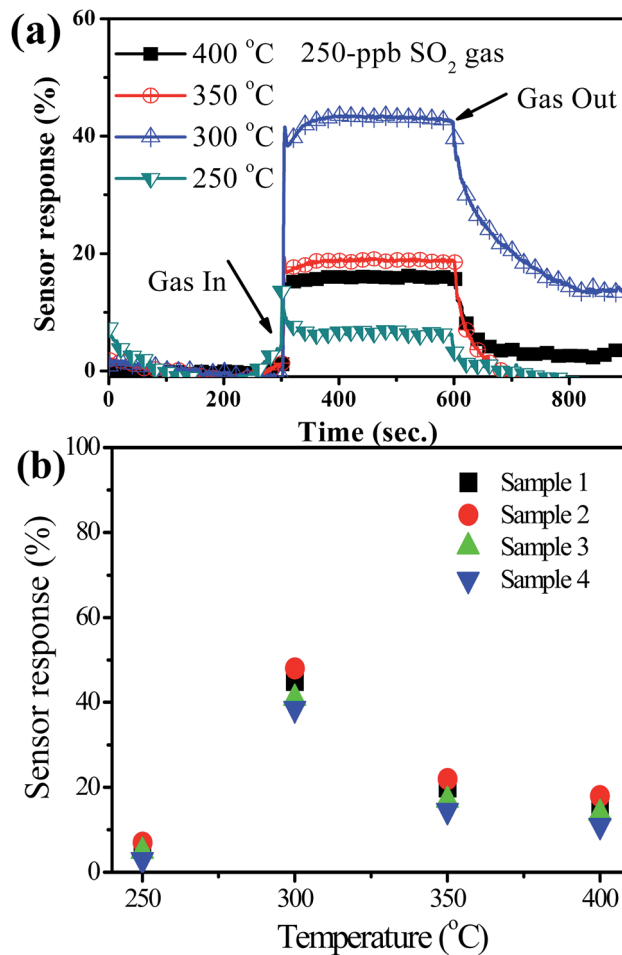 (a)
60
40
20
0
Sensor response (%)
400 °C
350 °C
300 °C
250 °C
250-ppb SO₂ gas
Gas Out
Gas In
0 200 400 600 800
Time (sec.)
(b)
100
80
60
40
20
0
Sensor response (%)
Sample 1
Sample 2
Sample 3
Sample 4
250 300 350 400
Temperature (°C)